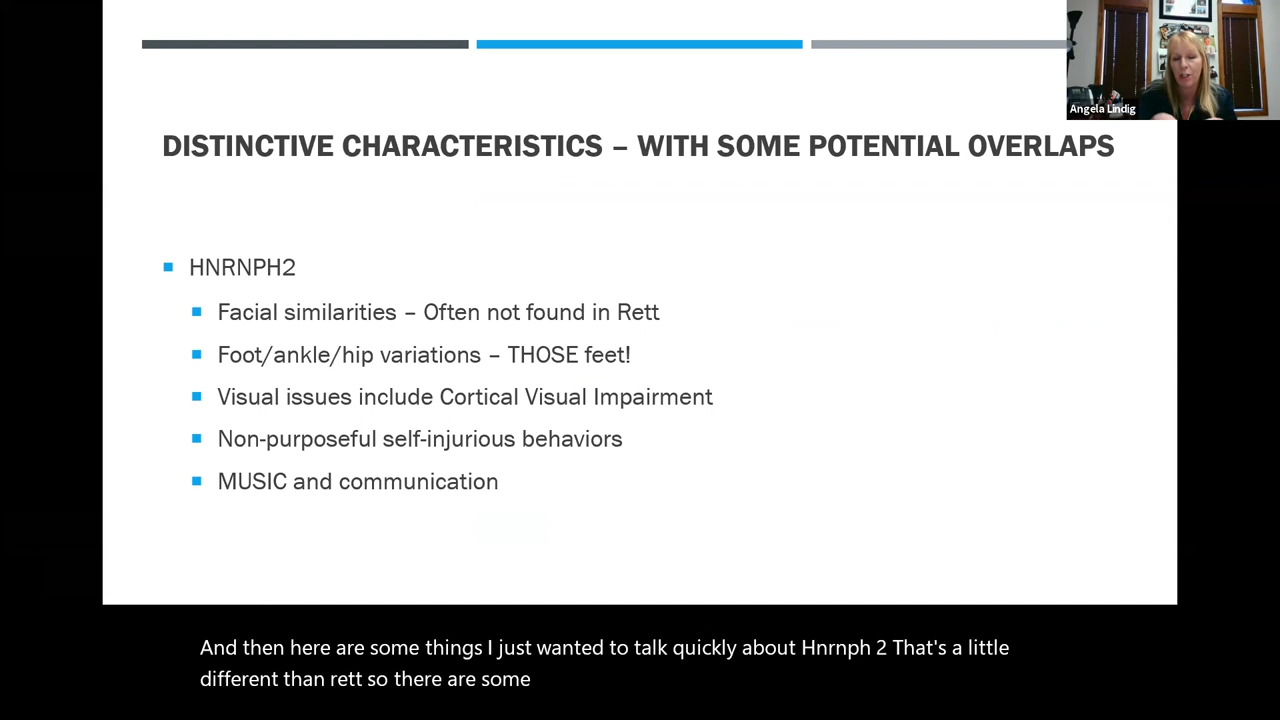 Angela Lindig
DISTINCTIVE CHARACTERISTICS – WITH SOME POTENTIAL OVERLAPS
HNRNPH2
Facial similarities – Often not found in Rett
Foot/ankle/hip variations – THOSE feet!
Visual issues include Cortical Visual Impairment
Non-purposeful self-injurious behaviors
MUSIC and communication
And then here are some things I just wanted to talk quickly about Hnrnph 2 That's a little
different than rett so there are some